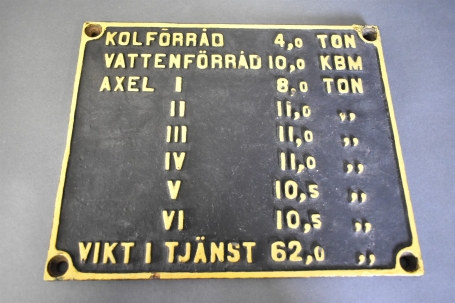 KOLFÖRRÅD 4,0 TON
VATTENFÖRRÅD 10,0 KBM
AXEL I 8,0 TON
II 11,0 ,,
III 11,0 ,,
IV 11,0 ,,
V 10,5 ,,
VI 10,5 ,,
VIKT I TJÄNST 62,0 ,,